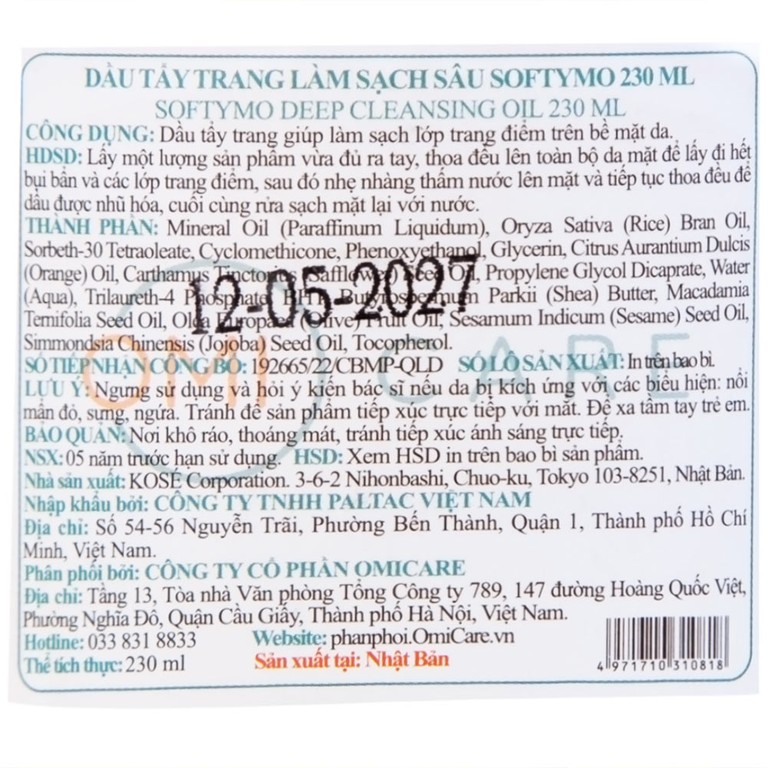 DẦU TẨY TRANG LÀM SẠCH SÂU SOFTYMO 230 ML
SOFTYMO DEEP CLEANSING OIL 230 ML
CÔNG DỤNG: Dầu tẩy trang giúp làm sạch lớp trang điểm trên bề mặt da.
HDSD: Lấy một lượng sản phẩm vừa đủ ra tay, thoa đều lên toàn bộ da mặt để lấy đi hết
bụi bẩn và các lớp trang điểm, sau đó nhẹ nhàng thấm nước lên mặt và tiếp tục thoa đều để
dầu được nhũ hóa, cuối cùng rửa sạch mặt lại với nước.
THÀNH PHẦN: Mineral Oil (Paraffinum Liquidum), Oryza Sativa (Rice) Bran Oil,
Sorbeth-30 Tetraoleate, Cyclomethicone, Phenoxyethanol, Glycerin, Citrus Aurantium Dulcis
(Orange) Oil, Carthamus Tinctorius (Safflower) Seed Oil, Propylene Glycol Dicaprate, Water
(Aqua), Trilaureth-4 Phosphate, BHT, Butyrospermum Parkii (Shea) Butter, Macadamia
12-05-2027
Ternifolia Seed Oil, Olea Europaea (Olive) Fruit Oil, Sesamum Indicum (Sesame) Seed Oil,
Simmondsia Chinensis (Jojoba) Seed Oil, Tocopherol.
OMI CARE
SỐ TIẾP NHẬN CÔNG BỐ: 192665/22/CBMP-QLD SỐ LÔ SẢN XUẤT: In trên bao bì.
LƯU Ý: Ngưng sử dụng và hỏi ý kiến bác sĩ nếu da bị kích ứng với các biểu hiện: nổi
mẩn đỏ, sưng, ngứa. Tránh để sản phẩm tiếp xúc trực tiếp với mắt. Để xa tầm tay trẻ em.
BẢO QUẢN: Nơi khô ráo, thoáng mát, tránh tiếp xúc ánh sáng trực tiếp.
NSX: 05 năm trước hạn sử dụng. HSD: Xem HSD in trên bao bì sản phẩm.
Nhà sản xuất: KOSÉ Corporation. 3-6-2 Nihonbashi, Chuo-ku, Tokyo 103-8251, Nhật Bản.
Nhập khẩu bởi: CÔNG TY TNHH PALTAC VIỆT NAM
Địa chỉ: Số 54-56 Nguyễn Trãi, Phường Bến Thành, Quận 1, Thành phố Hồ Chí
Minh, Việt Nam.
Phân phối bởi: CÔNG TY CỔ PHẦN OMICARE
Địa chỉ: Tầng 13, Tòa nhà Văn phòng Tổng Công ty 789, 147 đường Hoàng Quốc Việt,
Phường Nghĩa Đô, Quận Cầu Giấy, Thành phố Hà Nội, Việt Nam.
Hotline: 033 831 8833 Website: phanphoi.OmiCare.vn
Thể tích thực: 230 ml Sản xuất tại: Nhật Bản
4 971710 310818